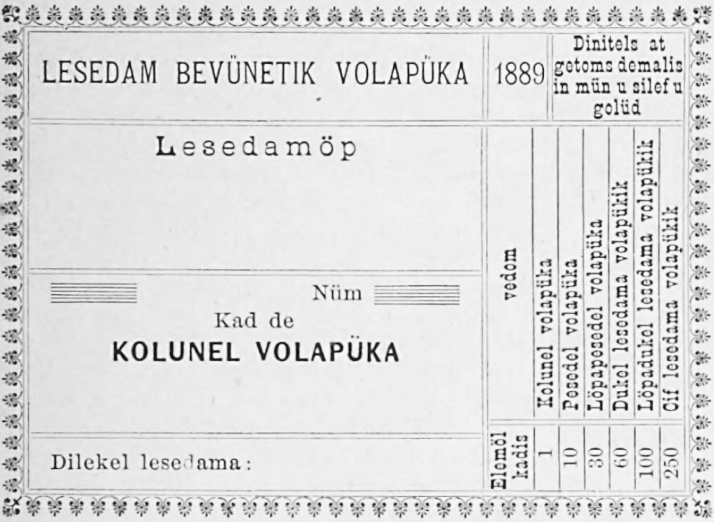 LESEDAM BEVÜNETIK VOLAPÜKA
1889
Dinitels at
getoms demalis
in mün u silef u
golüd
Lesedamöp
Nüm
Kad de
KOLUNEL VOLAPÜKA
Dilekel lesedama:
vedom
Kolunel volapüka
Posedel volapüka
Löpaposedel volapüka
Dukel lesedama volapükik
Löpadukel lesedama volapükik
Cif lesedama volapükik
Elemöl
kadis
1
10
30
60
100
250